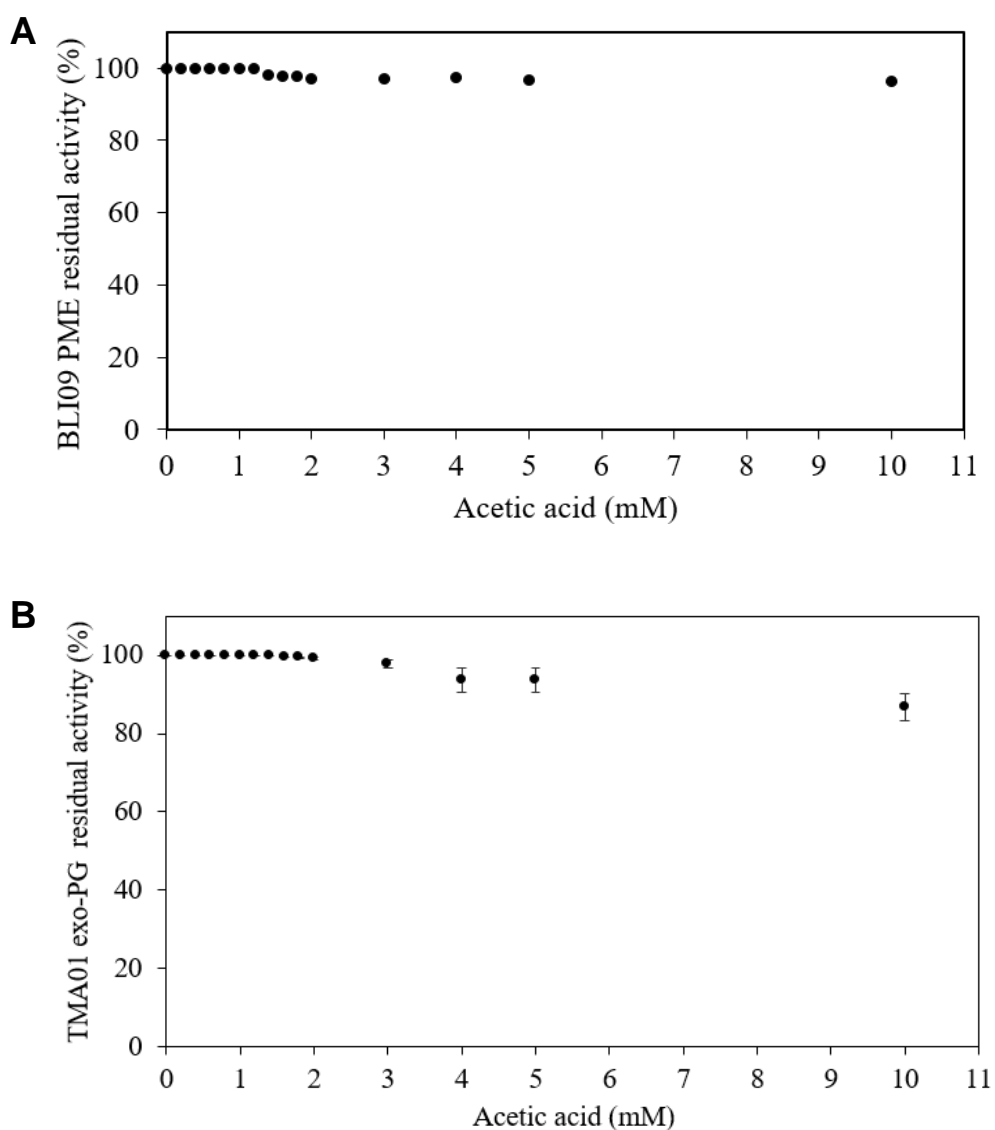 A
BLI09 PME residual activity (%)
100
80
60
40
20
0
0 1 2 3 4 5 6 7 8 9 10 11
Acetic acid (mM)
B
TMA01 exo-PG residual activity (%)
100
80
60
40
20
0
0 1 2 3 4 5 6 7 8 9 10 11
Acetic acid (mM)